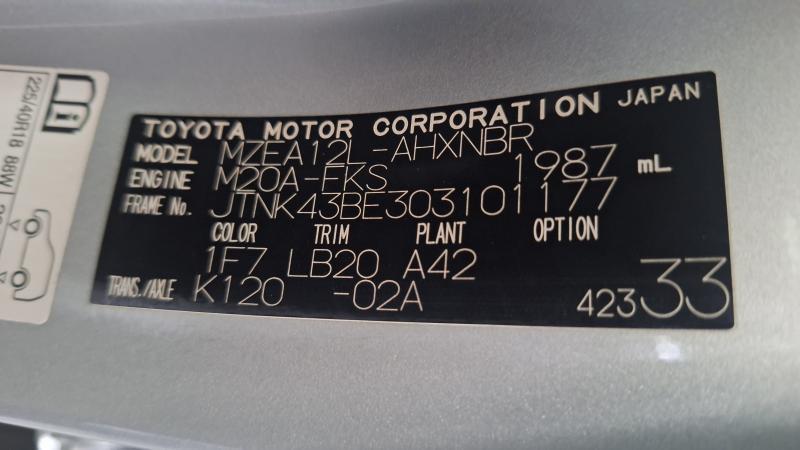 TOYOTA MOTOR CORPORATION JAPAN
MODEL MZEA12L-AHXNBR
ENGINE M20A-FKS 1987 mL
FRAME No. JTNK43BE303101177
COLOR TRIM PLANT OPTION
1F7 LB20 A42
TRANS./AXLE K120 -02A
42333
225/40R18 88W